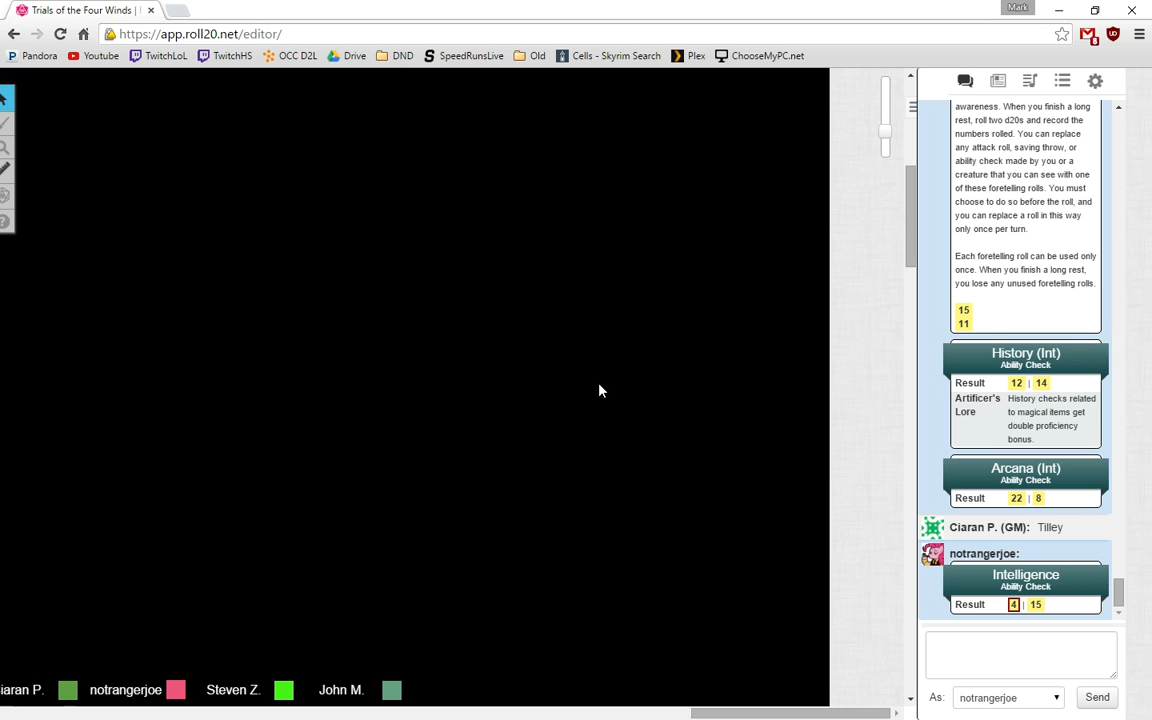 Trials of the Four Winds |
Mark
https://app.roll20.net/editor/
8
Pandora Youtube TwitchLoL TwitchHS OCC D2L Drive DND SpeedRunsLive Old Cells - Skyrim Search Plex ChooseMyPC.net
awareness. When you finish a long
rest, roll two d20s and record the
numbers rolled. You can replace
any attack roll, saving throw, or
ability check made by you or a
creature that you can see with one
of these foretelling rolls. You must
choose to do so before the roll, and
you can replace a roll in this way
only once per turn.
Each foretelling roll can be used only
once. When you finish a long rest,
you lose any unused foretelling rolls.
15
11
History (Int)
Ability Check
Result 12 | 14
Artificer's Lore History checks related
to magical items get
double proficiency
bonus.
Arcana (Int)
Ability Check
Result 22 | 8
Ciaran P. (GM): Tilley
notrangerjoe:
Intelligence
Ability Check
Result 4 | 15
As: notrangerjoe Send
iaran P. notrangerjoe Steven Z. John M.